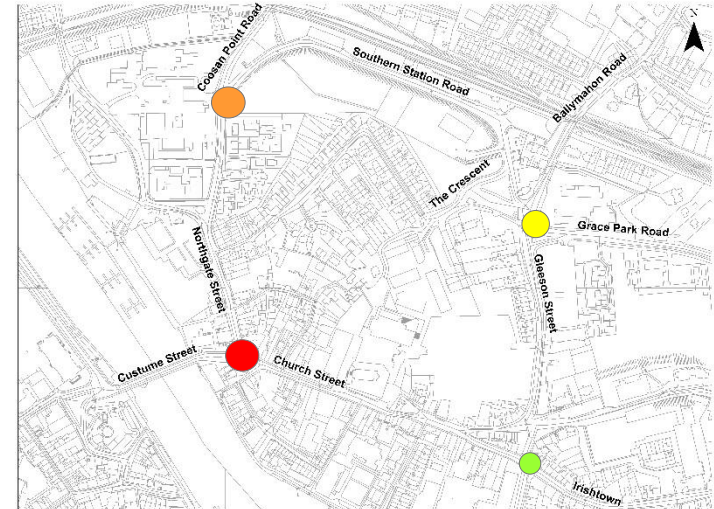 Coosan Point Road
Southern Station Road
Ballymahon Road
The Crescent
Grace Park Road
Northgate Street
Gleeson Street
Custume Street
Church Street
Irishtown